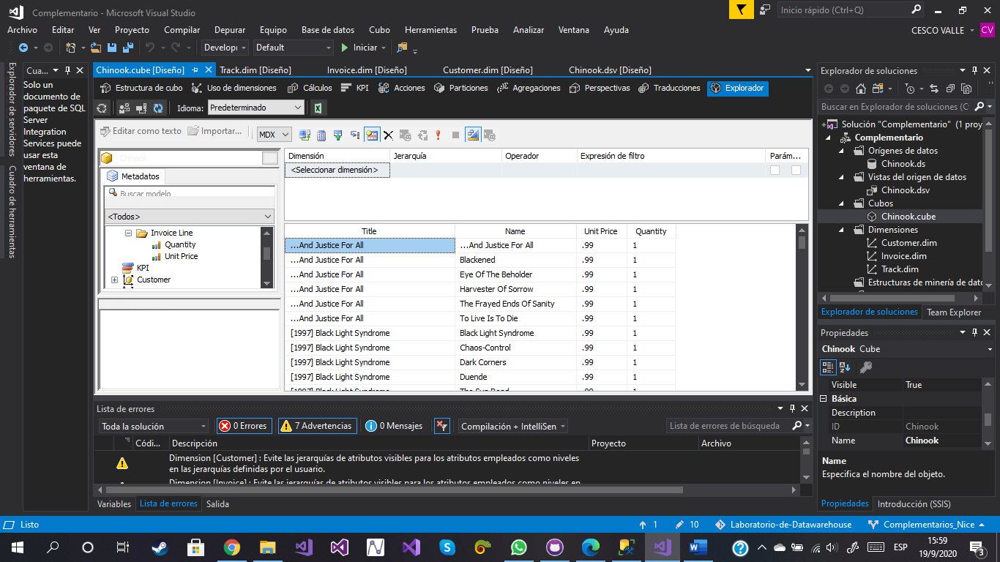 Complementario - Microsoft Visual Studio
Inicio rápido (Ctrl+Q)
Archivo Editar Ver Proyecto Compilar Depurar Equipo Base de datos Cubo Herramientas Prueba Analizar Ventana Ayuda
CESCO VALLE CV
Developi Default Iniciar
Explorador de servidores
Cuadro de herramientas
Cua...
Solo un
documento de
paquete de SQL
Server
Integration
Services puede
usar esta
ventana de
herramientas.
Chinook.cube [Diseño] Track.dim [Diseño] Invoice.dim [Diseño] Customer.dim [Diseño] Chinook.dsv [Diseño]
Estructura de cubo Uso de dimensiones Cálculos KPI Acciones Particiones Agregaciones Perspectivas Traducciones Explorador
Idioma: Predeterminado
Editar como texto Importar... MDX
Chinook
Metadatos
Buscar modelo
<Todos>
Invoice Line
Quantity
Unit Price
KPI
Customer
Dimensión Jerarquía Operador Expresión de filtro Parám...
<Seleccionar dimensión>
Title Name Unit Price Quantity
...And Justice For All ...And Justice For All .99 1
...And Justice For All Blackened .99 1
...And Justice For All Eye Of The Beholder .99 1
...And Justice For All Harvester Of Sorrow .99 1
...And Justice For All The Frayed Ends Of Sanity .99 1
...And Justice For All To Live Is To Die .99 1
[1997] Black Light Syndrome Black Light Syndrome .99 1
[1997] Black Light Syndrome Chaos-Control .99 1
[1997] Black Light Syndrome Dark Corners .99 1
[1997] Black Light Syndrome Duende .99 1
Lista de errores
Toda la solución 0 Errores 7 Advertencias 0 Mensajes Compilación + IntelliSen Lista de errores de búsqueda
Códi... Descripción Proyecto Archivo
Dimension [Customer] : Evite las jerarquías de atributos visibles para los atributos empleados como niveles
en las jerarquías definidas por el usuario.
Dimension [Invoice] : Evite las jerarquías de atributos visibles para los atributos empleados como niveles en
Variables Lista de errores Salida
Explorador de soluciones
Buscar en Explorador de soluciones (C
Solución "Complementario" (1 proy
Complementario
Orígenes de datos
Chinook.ds
Vistas del origen de datos
Chinook.dsv
Cubos
Chinook.cube
Dimensiones
Customer.dim
Invoice.dim
Track.dim
Estructuras de minería de dato
Explorador de soluciones Team Explorer
Propiedades
Chinook Cube
Visible True
Básica
Description
ID Chinook
Name Chinook
Name
Especifica el nombre del objeto.
Propiedades Introducción (SSIS)
Listo 1 10 Laboratorio-de-Datawarehouse Complementarios_Nice
ESP 15:59
19/9/2020 3